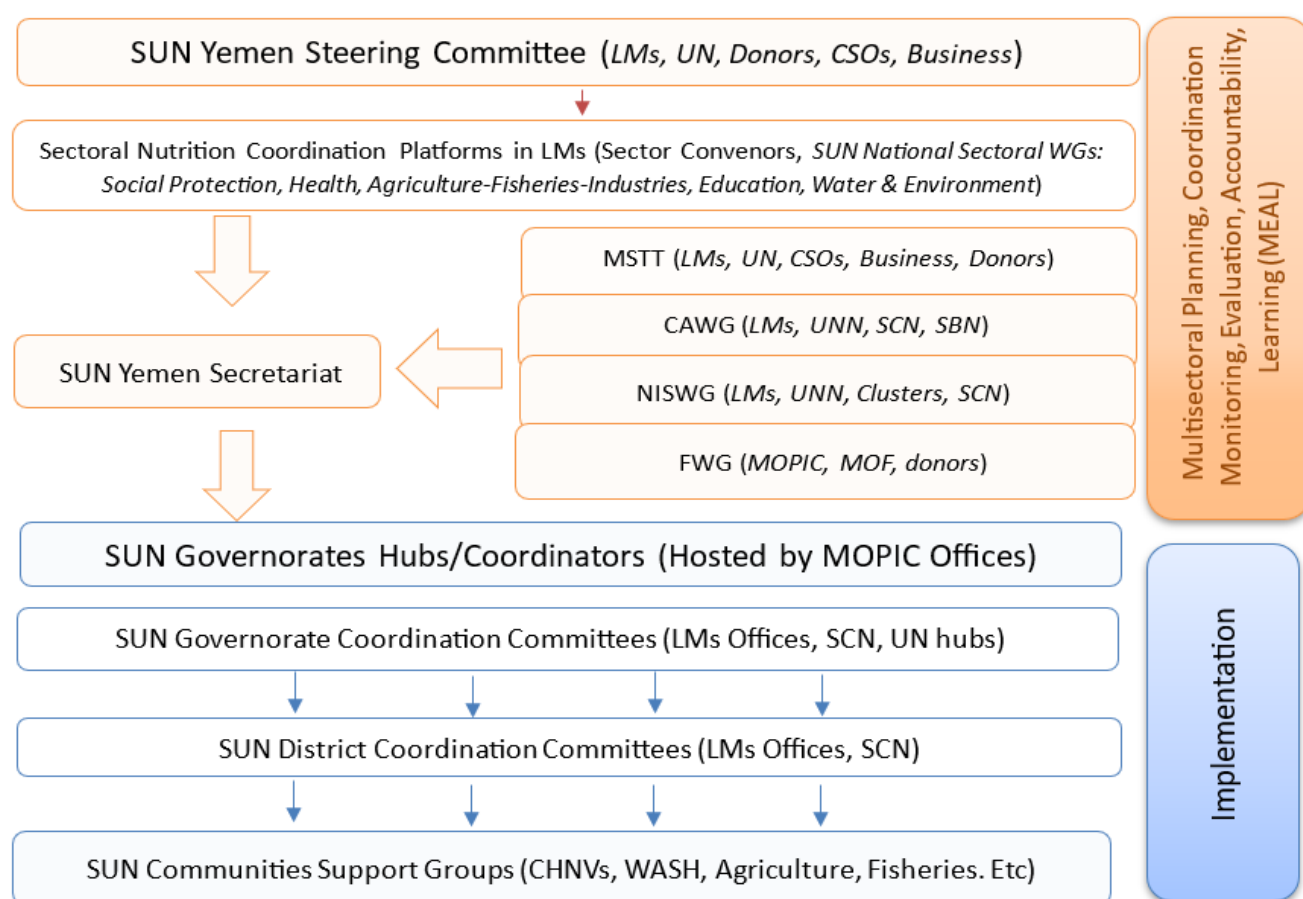 SUN Yemen Steering Committee (LMs, UN, Donors, CSOs, Business)
Sectoral Nutrition Coordination Platforms in LMs (Sector Convenors, SUN National Sectoral WGs:
Social Protection, Health, Agriculture-Fisheries-Industries, Education, Water & Environment)
MSTT (LMs, UN, CSOs, Business, Donors)
CAWG (LMs, UNN, SCN, SBN)
SUN Yemen Secretariat
NISWG (LMs, UNN, Clusters, SCN)
FWG (MOPIC, MOF, donors)
Multisectoral Planning, Coordination
Monitoring, Evaluation, Accountability,
Learning (MEAL)
SUN Governorates Hubs/Coordinators (Hosted by MOPIC Offices)
SUN Governorate Coordination Committees (LMs Offices, SCN, UN hubs)
SUN District Coordination Committees (LMs Offices, SCN)
SUN Communities Support Groups (CHNVs, WASH, Agriculture, Fisheries. Etc)
Implementation